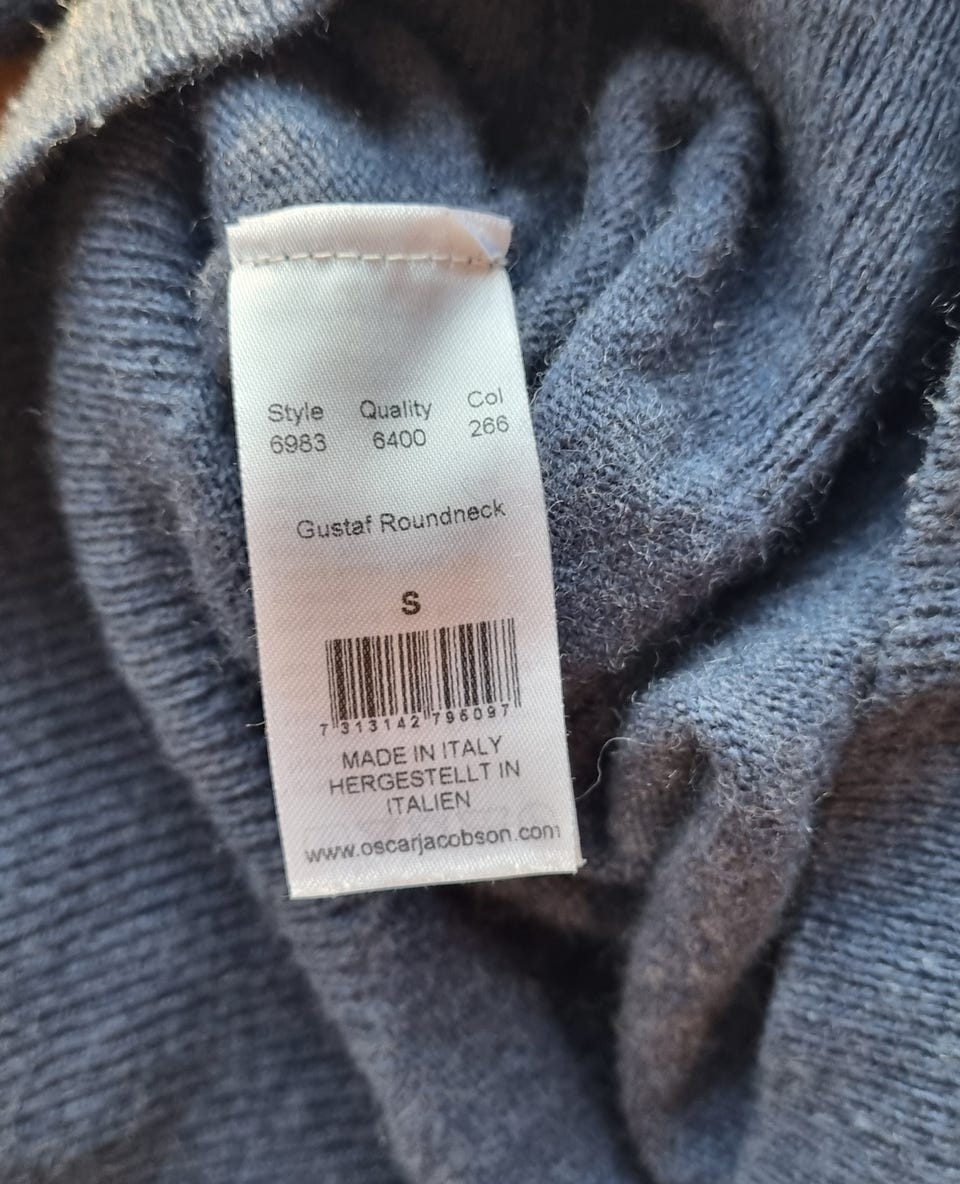 Style Quality Col
6983 6400 266
Gustaf Roundneck
S
7 313142 795097
MADE IN ITALY
HERGESTELLT IN
ITALIEN
www.oscarjacobson.com